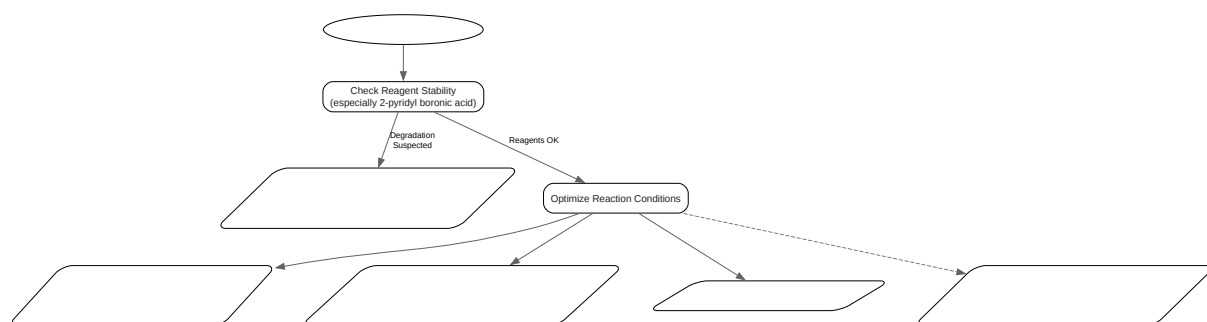 Check Reagent Stability
(especially 2-pyridyl boronic acid)
Degradation
Suspected
Reagents OK
Optimize Reaction Conditions